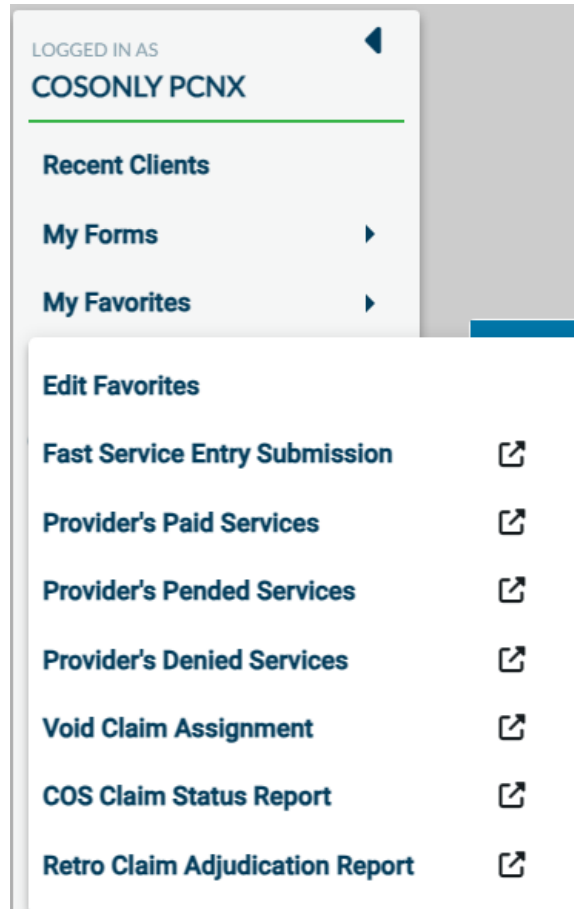 LOGGED IN AS
COSONLY PCNX
Recent Clients
My Forms
My Favorites
Edit Favorites
Fast Service Entry Submission
Provider's Paid Services
Provider's Pended Services
Provider's Denied Services
Void Claim Assignment
COS Claim Status Report
Retro Claim Adjudication Report